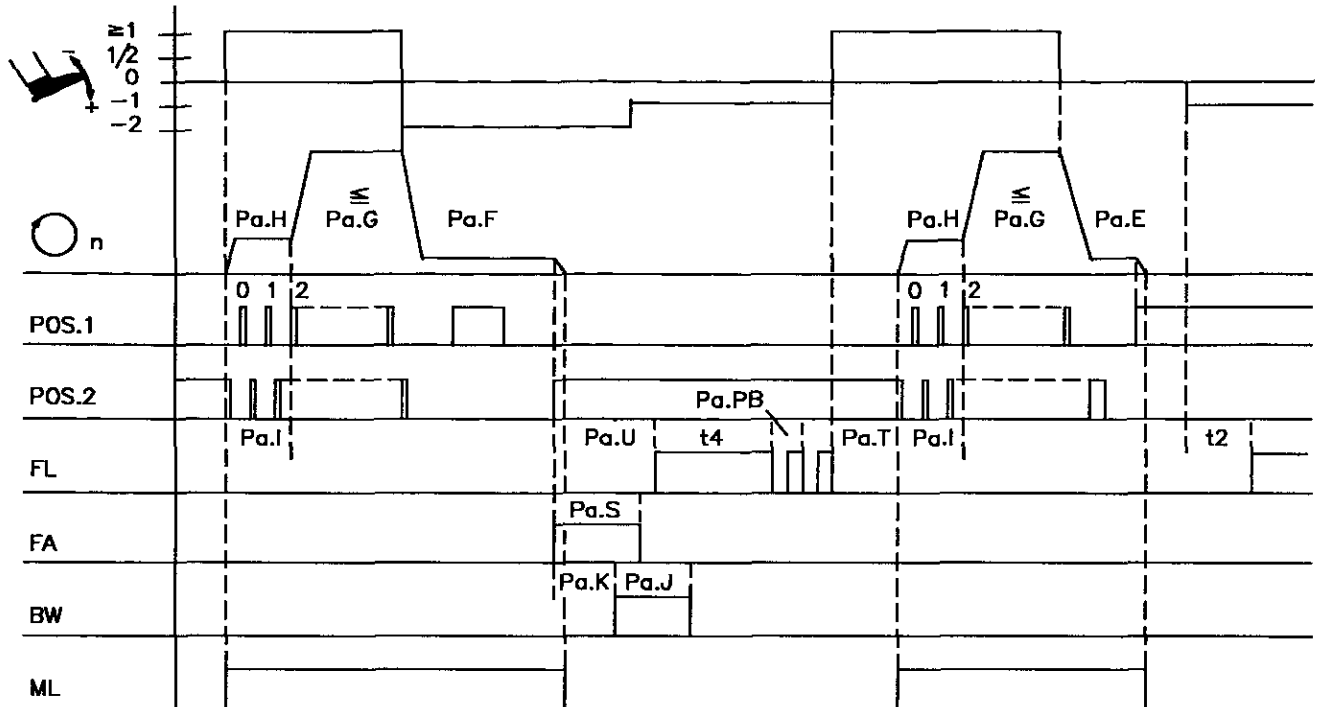 ≧1
1/2
0
-1
-2
- +
Pa.H ≦ Pa.G Pa.F Pa.H ≦ Pa.G Pa.E
n
0 1 2 0 1 2
POS.1
POS.2
Pa.PB
Pa.I Pa.U t4 Pa.T Pa.I t2
FL
Pa.S
FA
Pa.K Pa.J
BW
ML